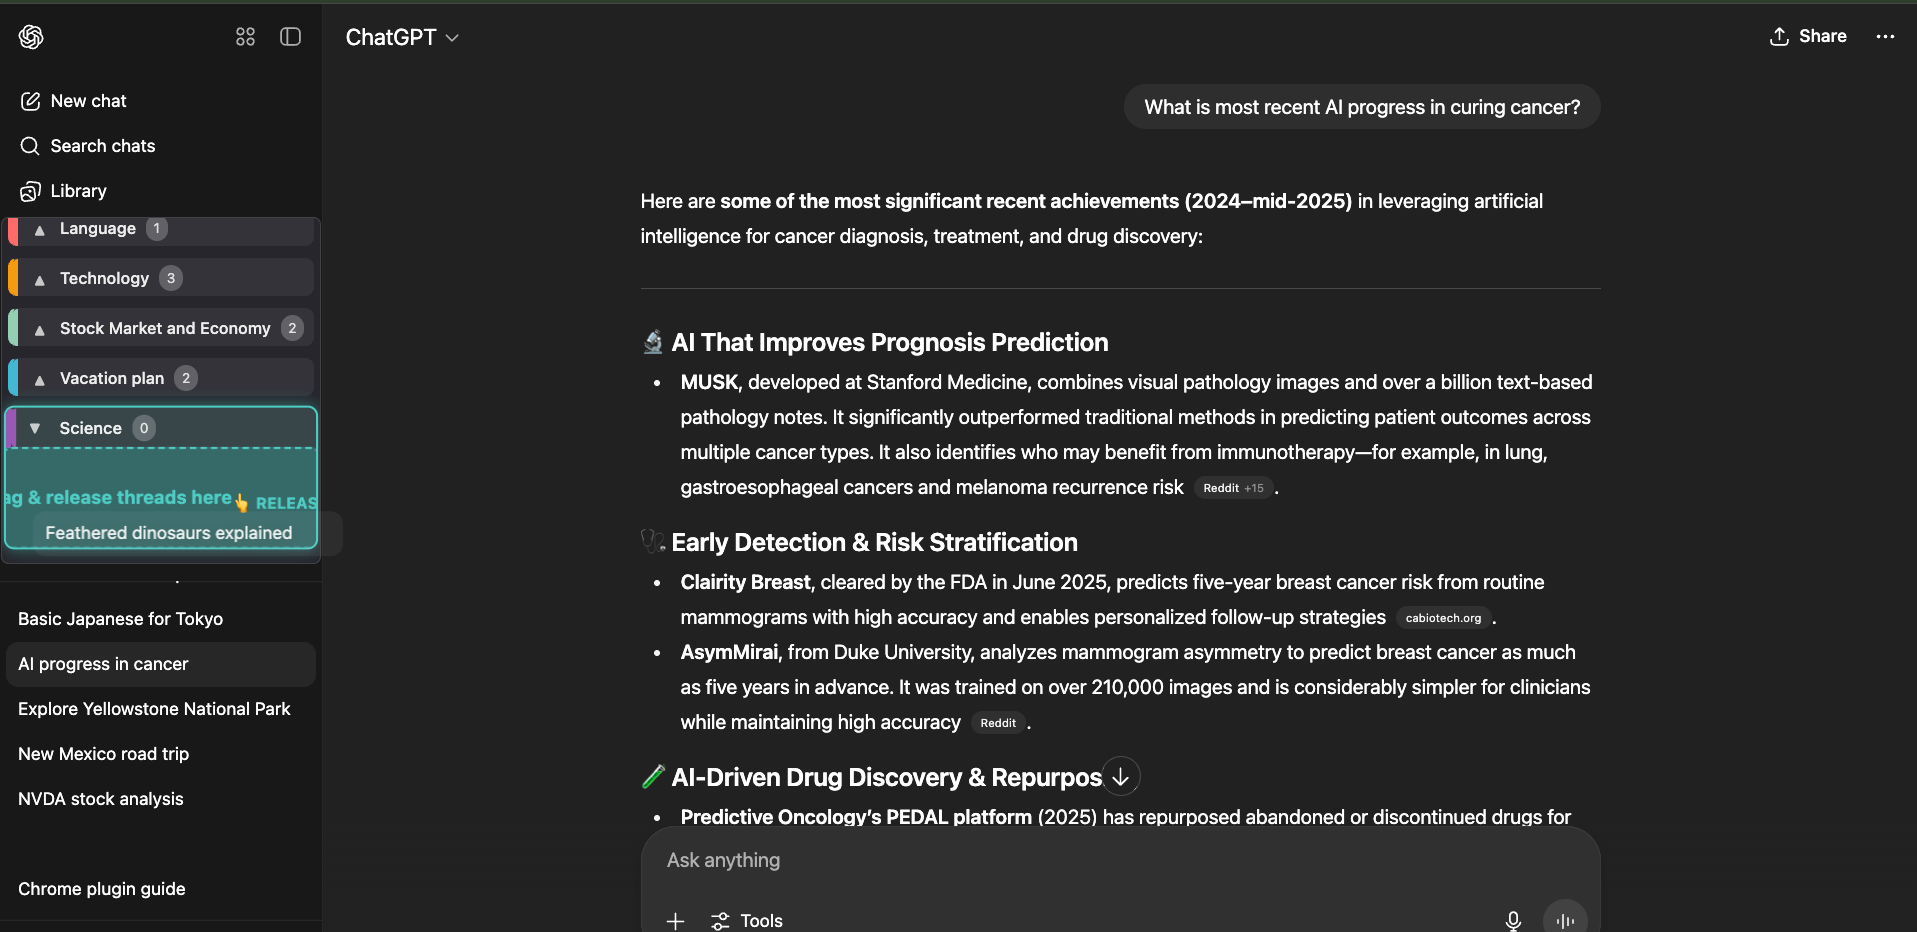 ChatGPT
Share
New chat
Search chats
Library
Language 1
Technology 3
Stock Market and Economy 2
Vacation plan 2
Science 0
ag & release threads here
👆 RELEAS
Feathered dinosaurs explained
Basic Japanese for Tokyo
AI progress in cancer
Explore Yellowstone National Park
New Mexico road trip
NVDA stock analysis
Chrome plugin guide
What is most recent AI progress in curing cancer?
Here are some of the most significant recent achievements (2024–mid-2025) in leveraging artificial
intelligence for cancer diagnosis, treatment, and drug discovery:
🔬 AI That Improves Prognosis Prediction
• MUSK, developed at Stanford Medicine, combines visual pathology images and over a billion text-based
pathology notes. It significantly outperformed traditional methods in predicting patient outcomes across
multiple cancer types. It also identifies who may benefit from immunotherapy—for example, in lung,
gastroesophageal cancers and melanoma recurrence risk Reddit +15 .
🩺 Early Detection & Risk Stratification
• Clairity Breast, cleared by the FDA in June 2025, predicts five-year breast cancer risk from routine
mammograms with high accuracy and enables personalized follow-up strategies cabiotech.org .
• AsymMirai, from Duke University, analyzes mammogram asymmetry to predict breast cancer as much
as five years in advance. It was trained on over 210,000 images and is considerably simpler for clinicians
while maintaining high accuracy Reddit .
🧪 AI-Driven Drug Discovery & Repurpos
• Predictive Oncology's PEDAL platform (2025) has repurposed abandoned or discontinued drugs for
Ask anything
Tools